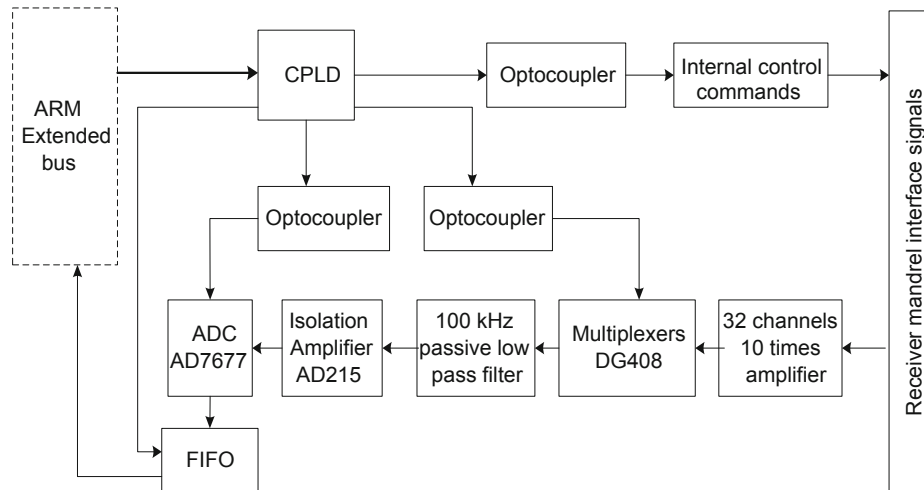 CPLD
Optocoupler
Internal control
commands
ARM
Extended
bus
Optocoupler
Optocoupler
ADC
AD7677
Isolation
Amplifier
AD215
100 kHz
passive low
pass filter
Multiplexers
DG408
32 channels
10 times
amplifier
FIFO
Receiver mandrel interface signals